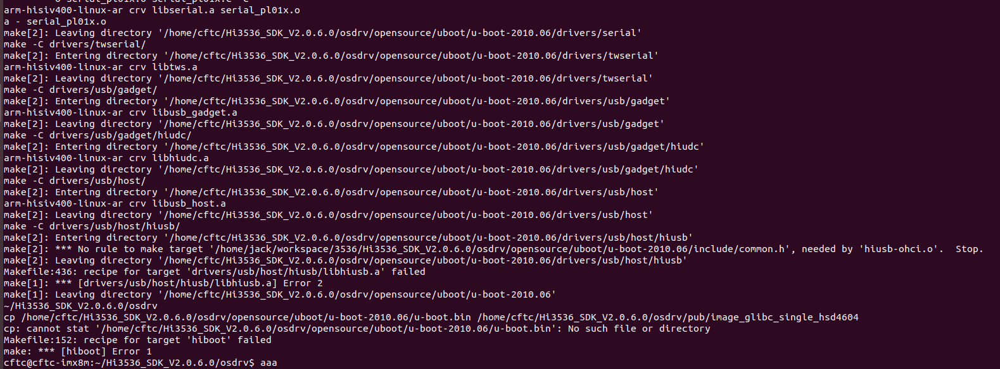 o serial_pl01x.o serial_pl01x.c -c
arm-hisiv400-linux-ar crv libserial.a serial_pl01x.o
a - serial_pl01x.o
make[2]: Leaving directory '/home/cftc/Hi3536_SDK_V2.0.6.0/osdrv/opensource/uboot/u-boot-2010.06/drivers/serial'
make -C drivers/twserial/
make[2]: Entering directory '/home/cftc/Hi3536_SDK_V2.0.6.0/osdrv/opensource/uboot/u-boot-2010.06/drivers/twserial'
arm-hisiv400-linux-ar crv libtws.a
make[2]: Leaving directory '/home/cftc/Hi3536_SDK_V2.0.6.0/osdrv/opensource/uboot/u-boot-2010.06/drivers/twserial'
make -C drivers/usb/gadget/
make[2]: Entering directory '/home/cftc/Hi3536_SDK_V2.0.6.0/osdrv/opensource/uboot/u-boot-2010.06/drivers/usb/gadget'
arm-hisiv400-linux-ar crv libusb_gadget.a
make[2]: Leaving directory '/home/cftc/Hi3536_SDK_V2.0.6.0/osdrv/opensource/uboot/u-boot-2010.06/drivers/usb/gadget'
make -C drivers/usb/gadget/hiudc/
make[2]: Entering directory '/home/cftc/Hi3536_SDK_V2.0.6.0/osdrv/opensource/uboot/u-boot-2010.06/drivers/usb/gadget/hiudc'
arm-hisiv400-linux-ar crv libhiudc.a
make[2]: Leaving directory '/home/cftc/Hi3536_SDK_V2.0.6.0/osdrv/opensource/uboot/u-boot-2010.06/drivers/usb/gadget/hiudc'
make -C drivers/usb/host/
make[2]: Entering directory '/home/cftc/Hi3536_SDK_V2.0.6.0/osdrv/opensource/uboot/u-boot-2010.06/drivers/usb/host'
arm-hisiv400-linux-ar crv libusb_host.a
make[2]: Leaving directory '/home/cftc/Hi3536_SDK_V2.0.6.0/osdrv/opensource/uboot/u-boot-2010.06/drivers/usb/host'
make -C drivers/usb/host/hiusb/
make[2]: Entering directory '/home/cftc/Hi3536_SDK_V2.0.6.0/osdrv/opensource/uboot/u-boot-2010.06/drivers/usb/host/hiusb'
make[2]: *** No rule to make target '/home/jack/workspace/3536/Hi3536_SDK_V2.0.6.0/osdrv/opensource/uboot/u-boot-2010.06/include/common.h', needed by 'hiusb-ohci.o'.  Stop.
make[2]: Leaving directory '/home/cftc/Hi3536_SDK_V2.0.6.0/osdrv/opensource/uboot/u-boot-2010.06/drivers/usb/host/hiusb'
Makefile:436: recipe for target 'drivers/usb/host/hiusb/libhiusb.a' failed
make[1]: *** [drivers/usb/host/hiusb/libhiusb.a] Error 2
make[1]: Leaving directory '/home/cftc/Hi3536_SDK_V2.0.6.0/osdrv/opensource/uboot/u-boot-2010.06'
~/Hi3536_SDK_V2.0.6.0/osdrv
cp /home/cftc/Hi3536_SDK_V2.0.6.0/osdrv/opensource/uboot/u-boot-2010.06/u-boot.bin /home/cftc/Hi3536_SDK_V2.0.6.0/osdrv/pub/image_glibc_single_hsd4604
cp: cannot stat '/home/cftc/Hi3536_SDK_V2.0.6.0/osdrv/opensource/uboot/u-boot-2010.06/u-boot.bin': No such file or directory
Makefile:152: recipe for target 'hiboot' failed
make: *** [hiboot] Error 1
cftc@cftc-imx8m:~/Hi3536_SDK_V2.0.6.0/osdrv$ aaa